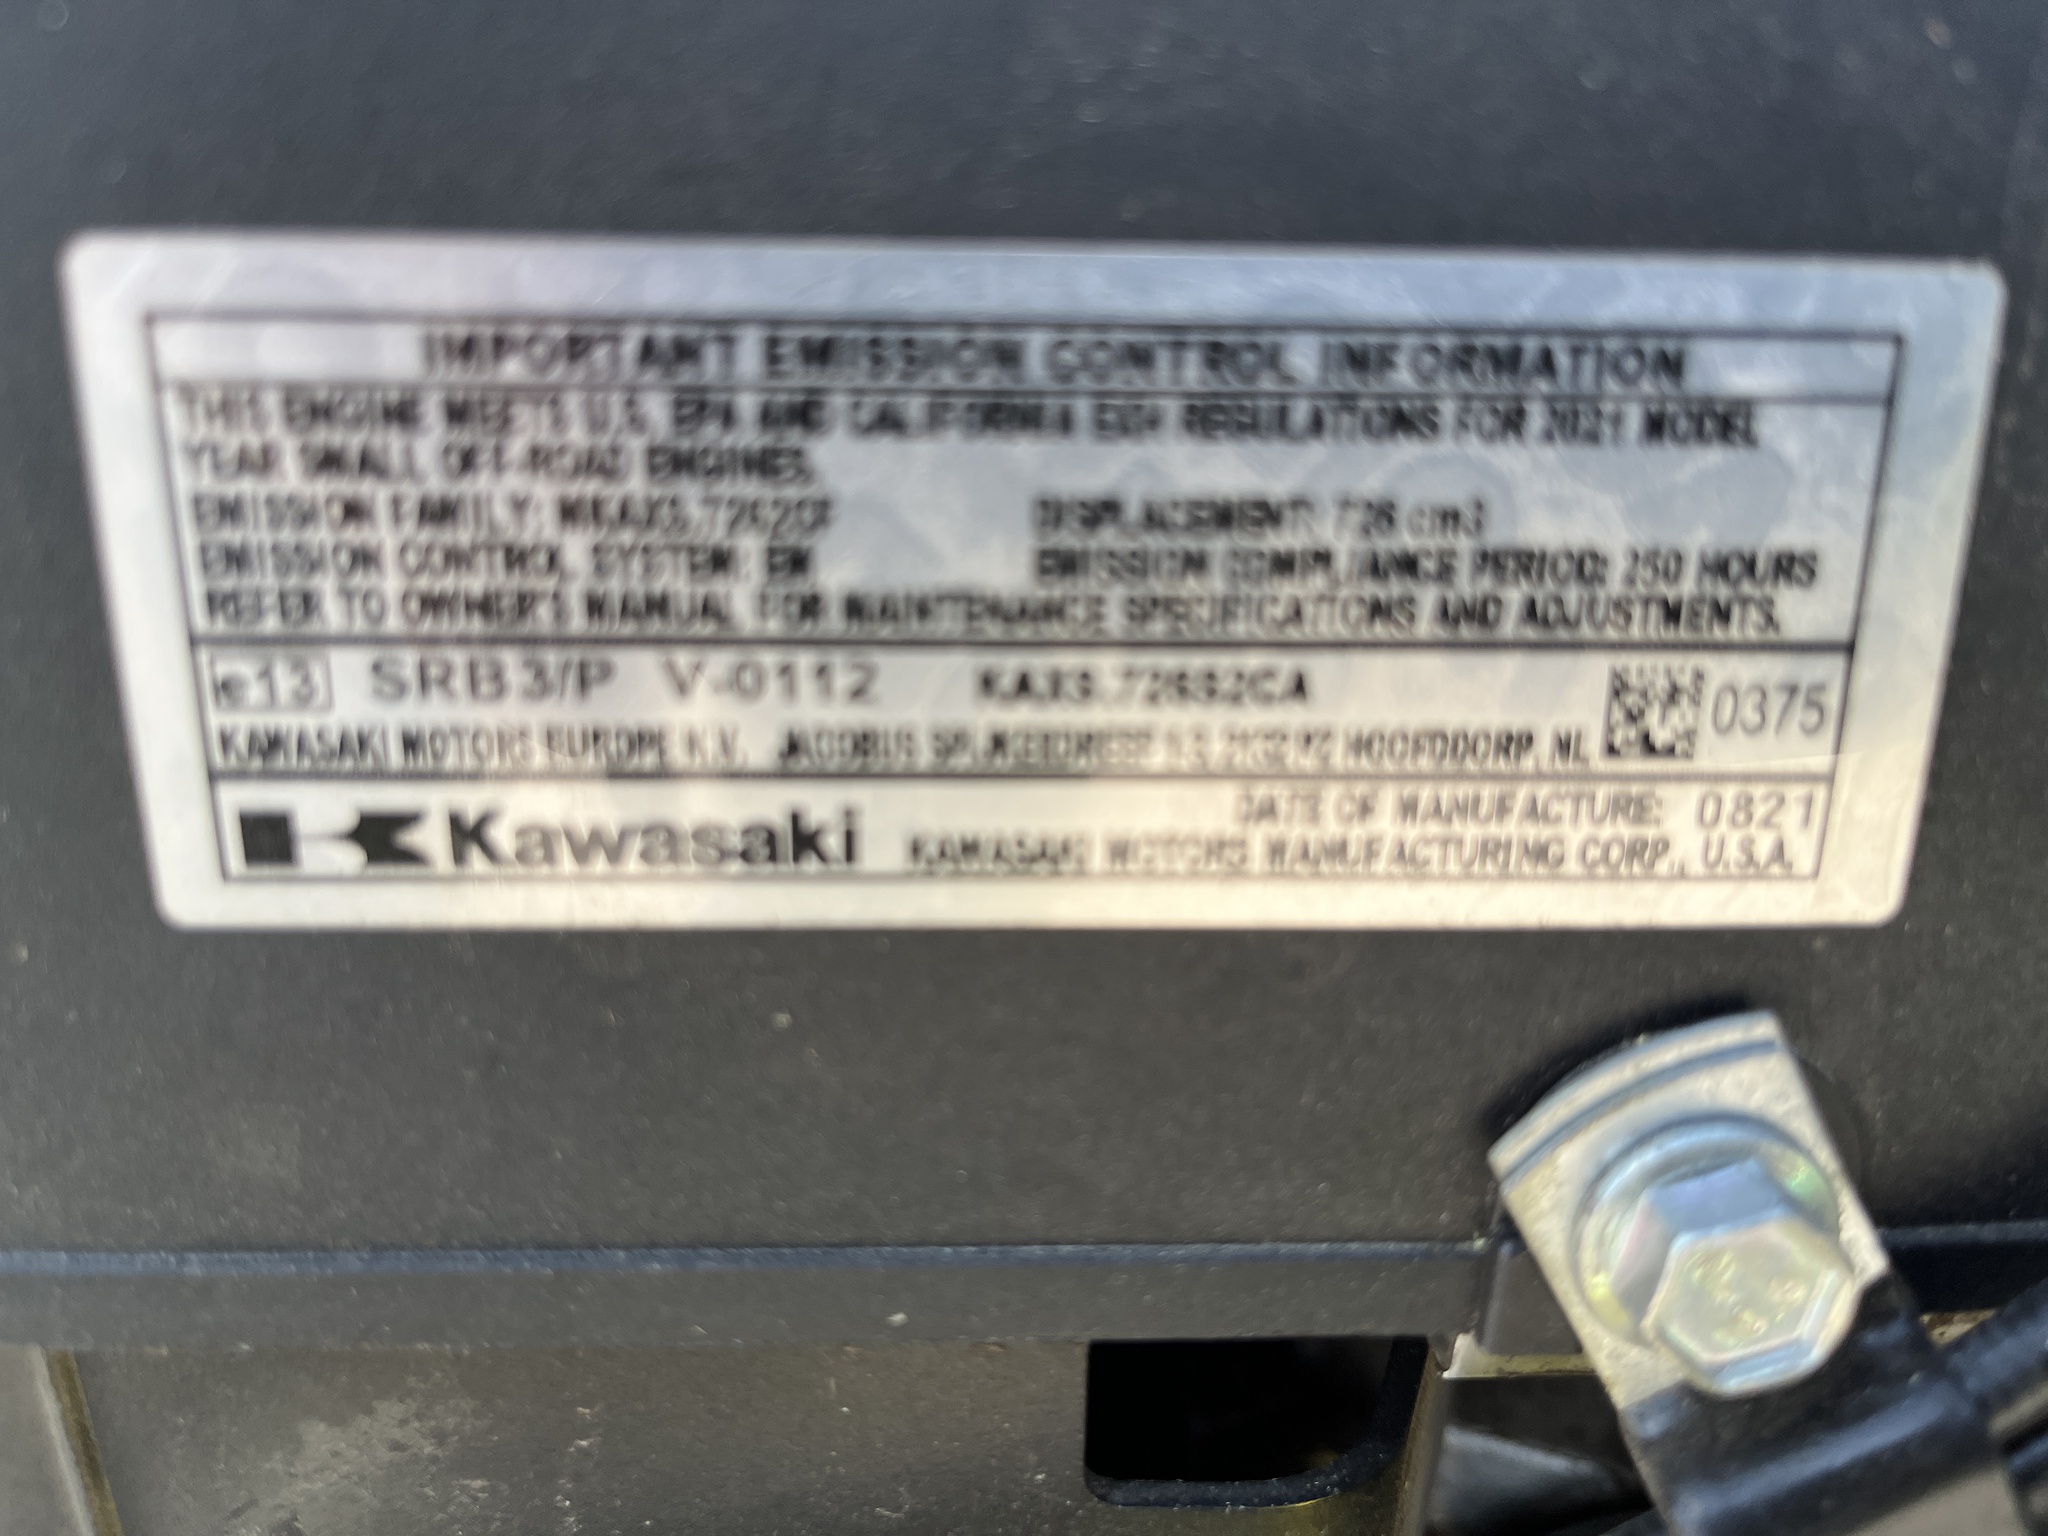 IMPORTANT EMISSION CONTROL INFORMATION
THIS ENGINE MEETS U.S. EPA AND CALIFORNIA EXH REGULATIONS FOR 2021 MODEL
YEAR SMALL OFF-ROAD ENGINES.
EMISSION FAMILY: DISPLACEMENT: 726 cm3
EMISSION CONTROL SYSTEM: EM EMISSION COMPLIANCE PERIOD: 250 HOURS
REFER TO OWNER'S MANUAL FOR MAINTENANCE SPECIFICATIONS AND ADJUSTMENTS.
e13 SRB3/P V-0112 0375
KAWASAKI MOTORS EUROPE N.V. HOOFDDORP, NL
DATE OF MANUFACTURE: 0821
Kawasaki KAWASAKI MOTORS MANUFACTURING CORP., U.S.A.